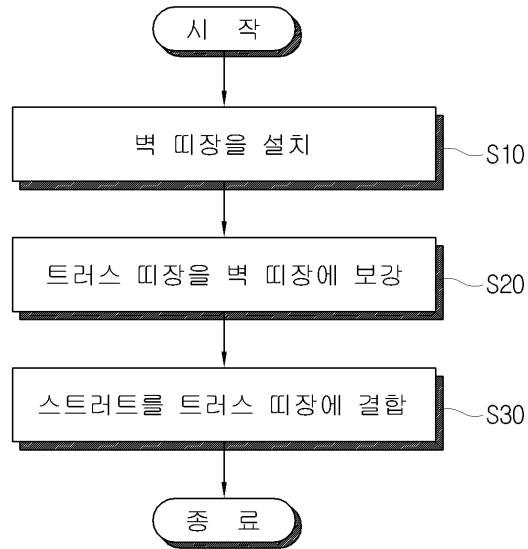 시 작
벽 띠장을 설치
S10
트러스 띠장을 벽 띠장에 보강
S20
스트러트를 트러스 띠장에 결합
S30
종 료